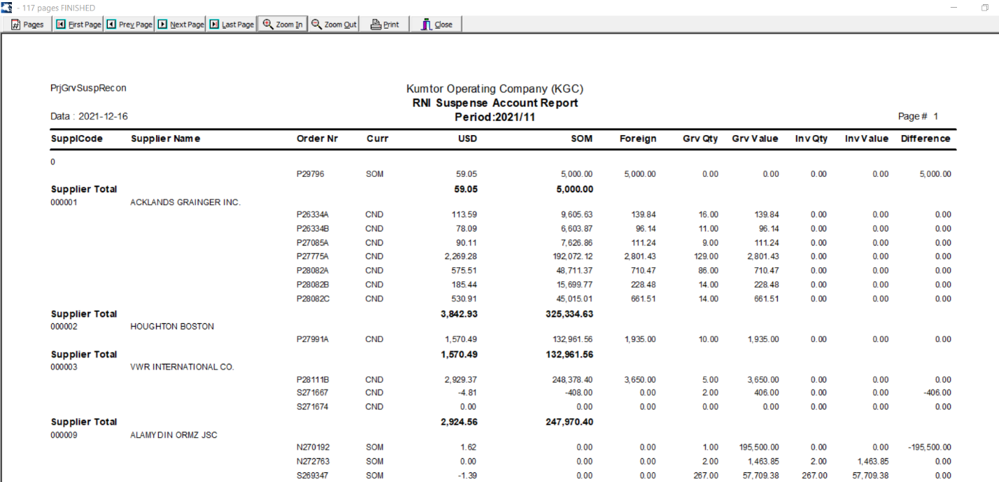 - 117 pages FINISHED
Pages First Page Prev Page Next Page Last Page Zoom In Zoom Out Print Close
PrjGrvSuspRecon Kumtor Operating Company (KGC)
RNI Suspense Account Report
Data : 2021-12-16 Period:2021/11 Page # 1
SupplCode Supplier Name Order Nr Curr USD SOM Foreign Grv Qty Grv Value Inv Qty Inv Value Difference
0
P29796 SOM 59.05 5,000.00 5,000.00 0.00 0.00 0.00 0.00 5,000.00
Supplier Total 59.05 5,000.00
000001 ACKLANDS GRAINGER INC.
P26334A CND 113.59 9,605.63 139.84 16.00 139.84 0.00 0.00 0.00
P26334B CND 78.09 6,603.87 96.14 11.00 96.14 0.00 0.00 0.00
P27085A CND 90.11 7,626.86 111.24 9.00 111.24 0.00 0.00 0.00
P27775A CND 2,269.28 192,072.12 2,801.43 129.00 2,801.43 0.00 0.00 0.00
P28082A CND 575.51 48,711.37 710.47 86.00 710.47 0.00 0.00 0.00
P28082B CND 185.44 15,699.77 228.48 14.00 228.48 0.00 0.00 0.00
P28082C CND 530.91 45,015.01 661.51 14.00 661.51 0.00 0.00 0.00
Supplier Total 3,842.93 325,334.63
000002 HOUGHTON BOSTON
P27991A CND 1,570.49 132,961.56 1,935.00 10.00 1,935.00 0.00 0.00 0.00
Supplier Total 1,570.49 132,961.56
000003 VWR INTERNATIONAL CO.
P28111B CND 2,929.37 248,378.40 3,650.00 5.00 3,650.00 0.00 0.00 0.00
S271667 CND -4.81 -408.00 0.00 2.00 406.00 0.00 0.00 -406.00
S271674 CND 0.00 0.00 0.00 0.00 0.00 0.00 0.00 0.00
Supplier Total 2,924.56 247,970.40
000009 ALAMYDIN ORMZ JSC
N270192 SOM 1.62 0.00 0.00 1.00 195,500.00 0.00 0.00 -195,500.00
N272763 SOM 0.00 0.00 0.00 2.00 1,463.85 2.00 1,463.85 0.00
S269347 SOM -1.39 0.00 0.00 267.00 57,709.38 267.00 57,709.38 0.00